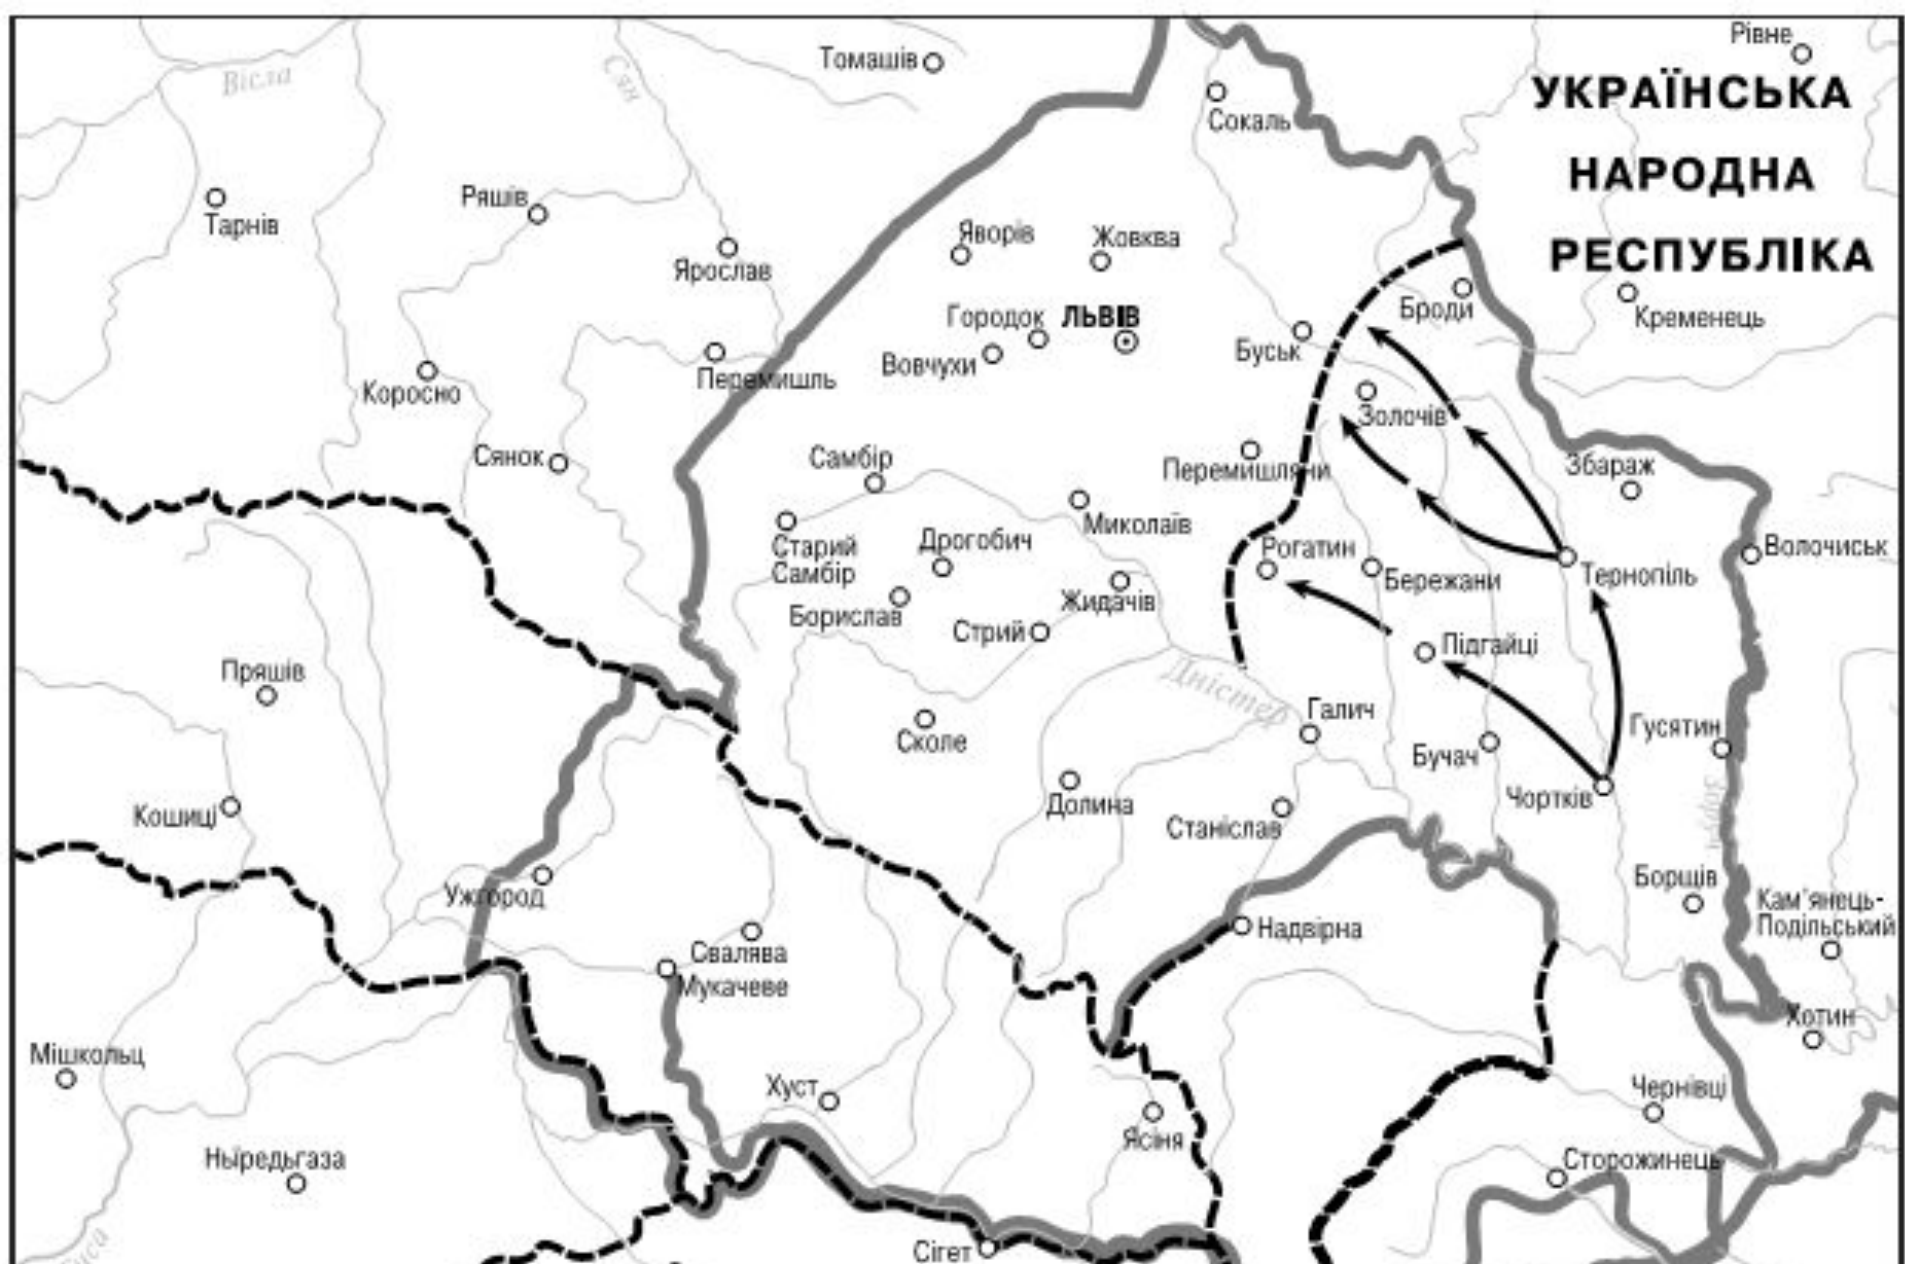 Рівне
Томашів
Вісла
Сян
УКРАЇНСЬКА
Сокаль
НАРОДНА
Ряшів
Тарнів
Яворів
Жовква
РЕСПУБЛІКА
Ярослав
Броди
Городок
ЛЬВІВ
Кременець
Буськ
Вовчухи
Перемишль
Коросно
Золочів
Сянок
Самбір
Перемишляни
Збараж
Миколаїв
Старий
Самбір
Дрогобич
Рогатин
Волочиськ
Бережани
Тернопіль
Жидачів
Борислав
Стрий
Підгайці
Пряшів
Дністер
Галич
Гусятин
Сколе
Бучач
Чортків
Збруч
Кошиці
Долина
Станіслав
Борщів
Ужгород
Кам'янець-
Подільський
Надвірна
Свалява
Мукачеве
Хотин
Мішкольц
Хуст
Чернівці
Ясіня
Ньїредьгаза
Сторожинець
Сігет